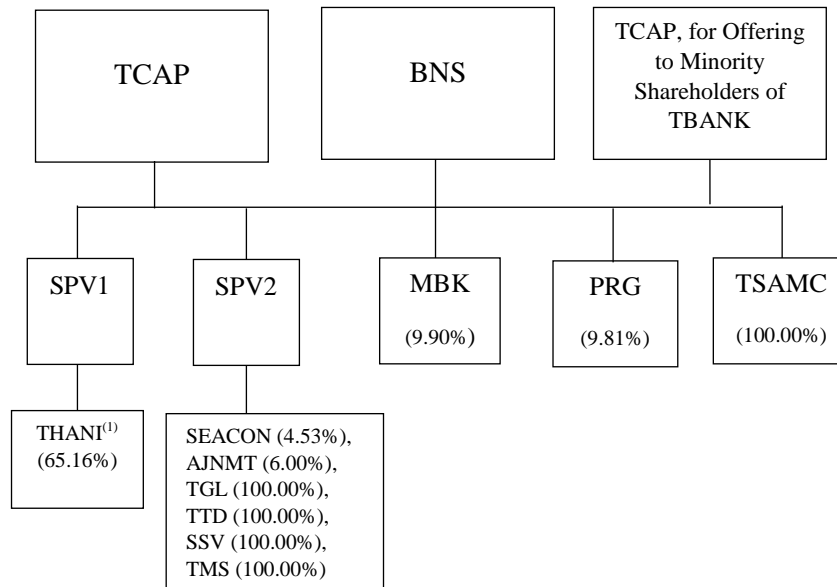 TCAP
BNS
TCAP, for Offering
to Minority
Shareholders of
TBANK
SPV1
SPV2
MBK
(9.90%)
PRG
(9.81%)
TSAMC
(100.00%)
THANI(1)
(65.16%)
SEACON (4.53%),
AJNMT (6.00%),
TGL (100.00%),
TTD (100.00%),
SSV (100.00%),
TMS (100.00%)